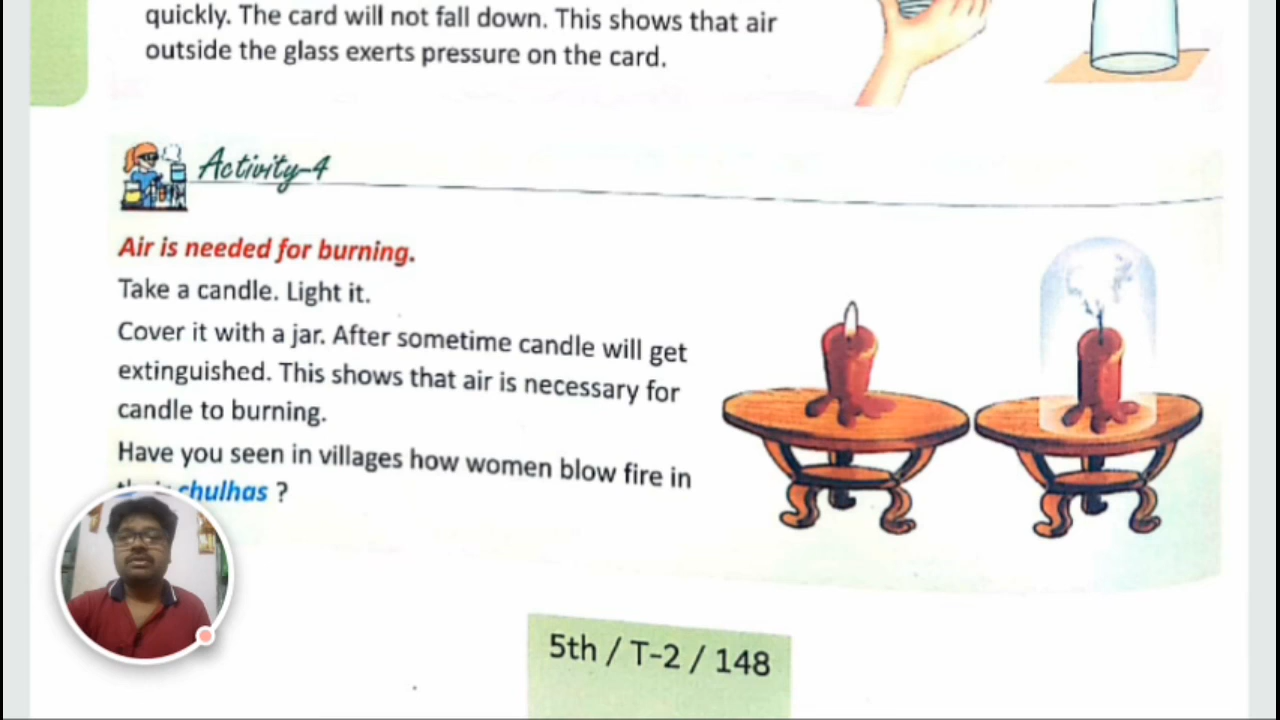 quickly. The card will not fall down. This shows that air
outside the glass exerts pressure on the card.
Activity-4
Air is needed for burning.
Take a candle. Light it.
Cover it with a jar. After sometime candle will get
extinguished. This shows that air is necessary for
candle to burning.
Have you seen in villages how women blow fire in
chulhas ?
5th / T-2 / 148